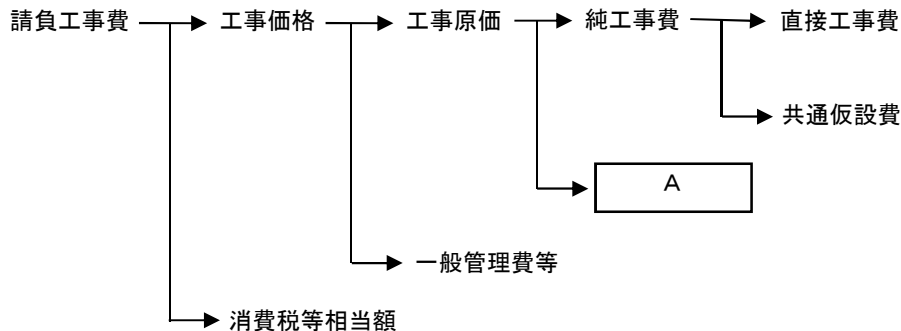 請負工事費 工事価格 工事原価 純工事費 直接工事費
共通仮設費
A
一般管理費等
消費税等相当額